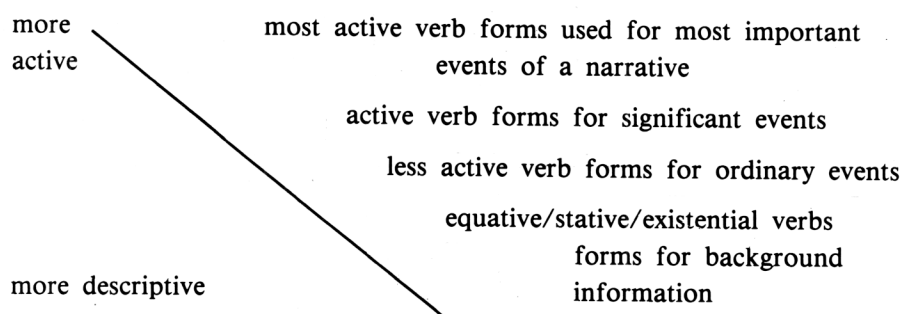 more
active
most active verb forms used for most important
events of a narrative
active verb forms for significant events
less active verb forms for ordinary events
equative/stative/existential verbs
forms for background
information
more descriptive